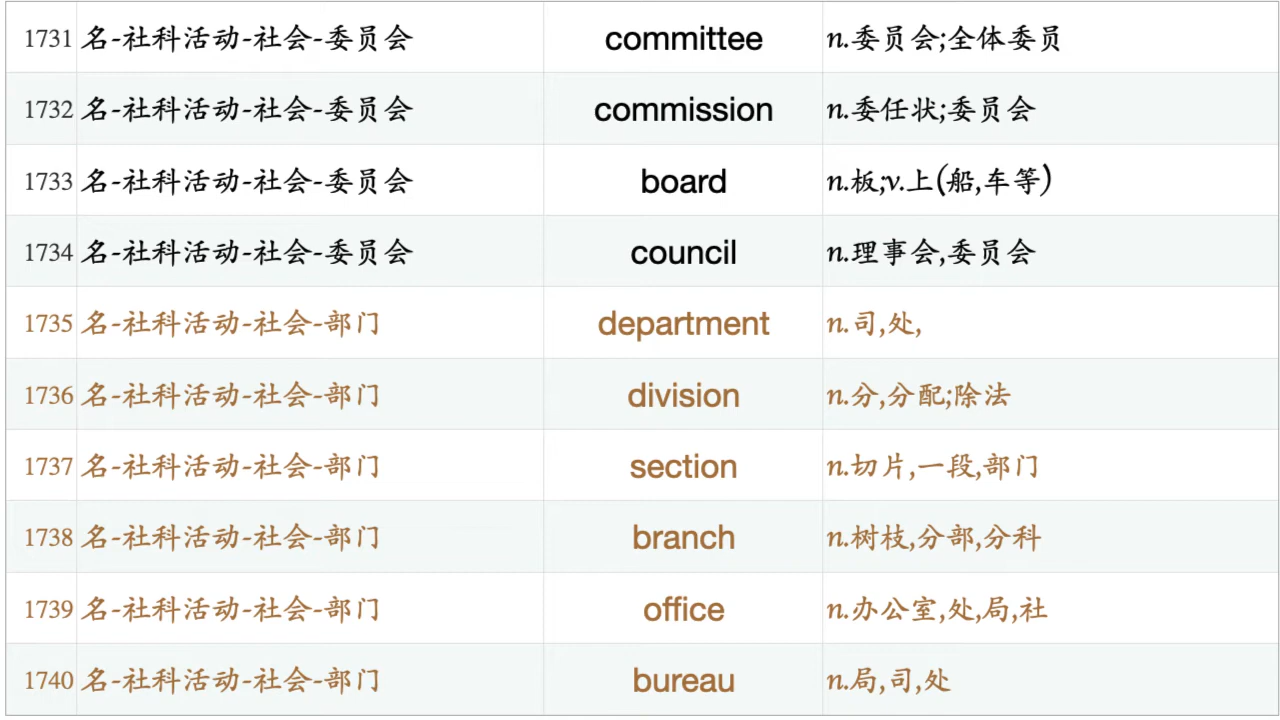 1731 名-社科活动-社会-委员会 committee n.委员会;全体委员
1732 名-社科活动-社会-委员会 commission n.委任状;委员会
1733 名-社科活动-社会-委员会 board n.板;v.上(船,车等)
1734 名-社科活动-社会-委员会 council n.理事会,委员会
1735 名-社科活动-社会-部门 department n.司,处,
1736 名-社科活动-社会-部门 division n.分,分配;除法
1737 名-社科活动-社会-部门 section n.切片,一段,部门
1738 名-社科活动-社会-部门 branch n.树枝,分部,分科
1739 名-社科活动-社会-部门 office n.办公室,处,局,社
1740 名-社科活动-社会-部门 bureau n.局,司,处